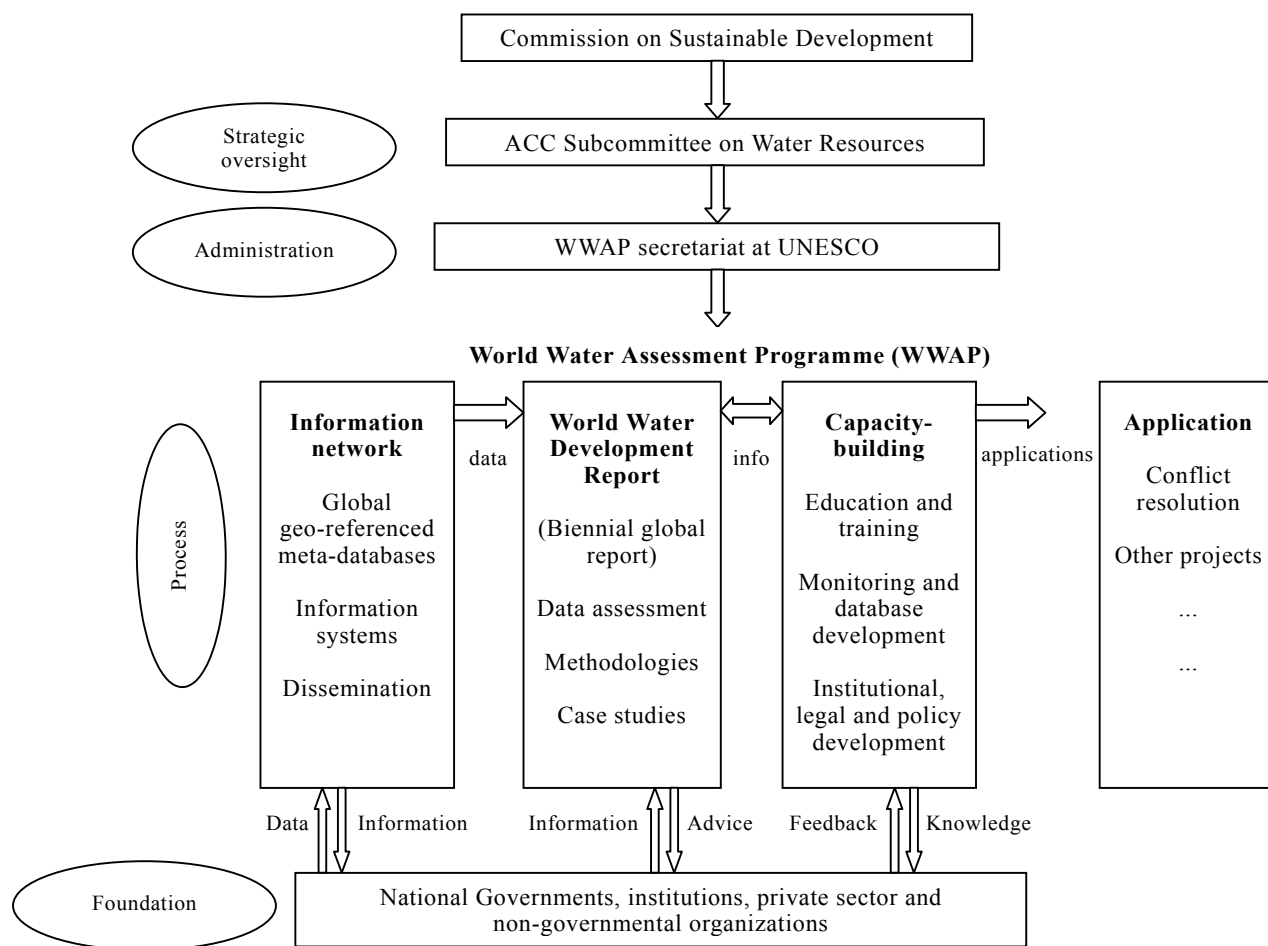 Commission on Sustainable Development
Strategic
oversight
ACC Subcommittee on Water Resources
Administration
WWAP secretariat at UNESCO
World Water Assessment Programme (WWAP)
Process
Information
network
Global
geo-referenced
meta-databases
Information
systems
Dissemination
data
World Water
Development
Report
(Biennial global
report)
Data assessment
Methodologies
Case studies
info
Capacity-
building
Education and
training
Monitoring and
database
development
Institutional,
legal and policy
development
applications
Application
Conflict
resolution
Other projects
...
...
Data
Information
Information
Advice
Feedback
Knowledge
Foundation
National Governments, institutions, private sector and
non-governmental organizations